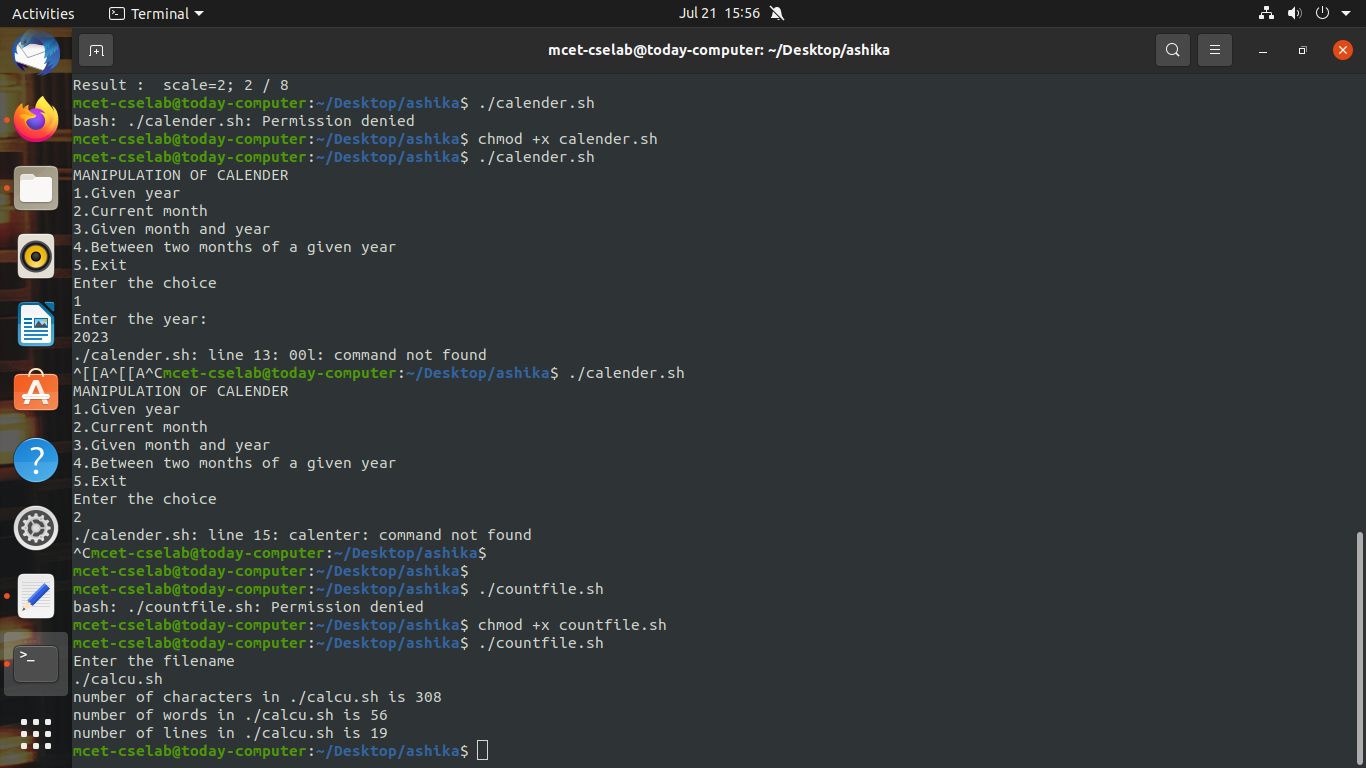 Activities
Terminal
Jul 21 15:56
mcet-cselab@today-computer: ~/Desktop/ashika
Result :  scale=2; 2 / 8
mcet-cselab@today-computer:~/Desktop/ashika$ ./calender.sh
bash: ./calender.sh: Permission denied
mcet-cselab@today-computer:~/Desktop/ashika$ chmod +x calender.sh
mcet-cselab@today-computer:~/Desktop/ashika$ ./calender.sh
MANIPULATION OF CALENDER
1.Given year
2.Current month
3.Given month and year
4.Between two months of a given year
5.Exit
Enter the choice
1
Enter the year:
2023
./calender.sh: line 13: 00l: command not found
^[[A^[[A^Cmcet-cselab@today-computer:~/Desktop/ashika$ ./calender.sh
MANIPULATION OF CALENDER
1.Given year
2.Current month
3.Given month and year
4.Between two months of a given year
5.Exit
Enter the choice
2
./calender.sh: line 15: calenter: command not found
^Cmcet-cselab@today-computer:~/Desktop/ashika$
mcet-cselab@today-computer:~/Desktop/ashika$
mcet-cselab@today-computer:~/Desktop/ashika$ ./countfile.sh
bash: ./countfile.sh: Permission denied
mcet-cselab@today-computer:~/Desktop/ashika$ chmod +x countfile.sh
mcet-cselab@today-computer:~/Desktop/ashika$ ./countfile.sh
Enter the filename
./calcu.sh
number of characters in ./calcu.sh is 308
number of words in ./calcu.sh is 56
number of lines in ./calcu.sh is 19
mcet-cselab@today-computer:~/Desktop/ashika$